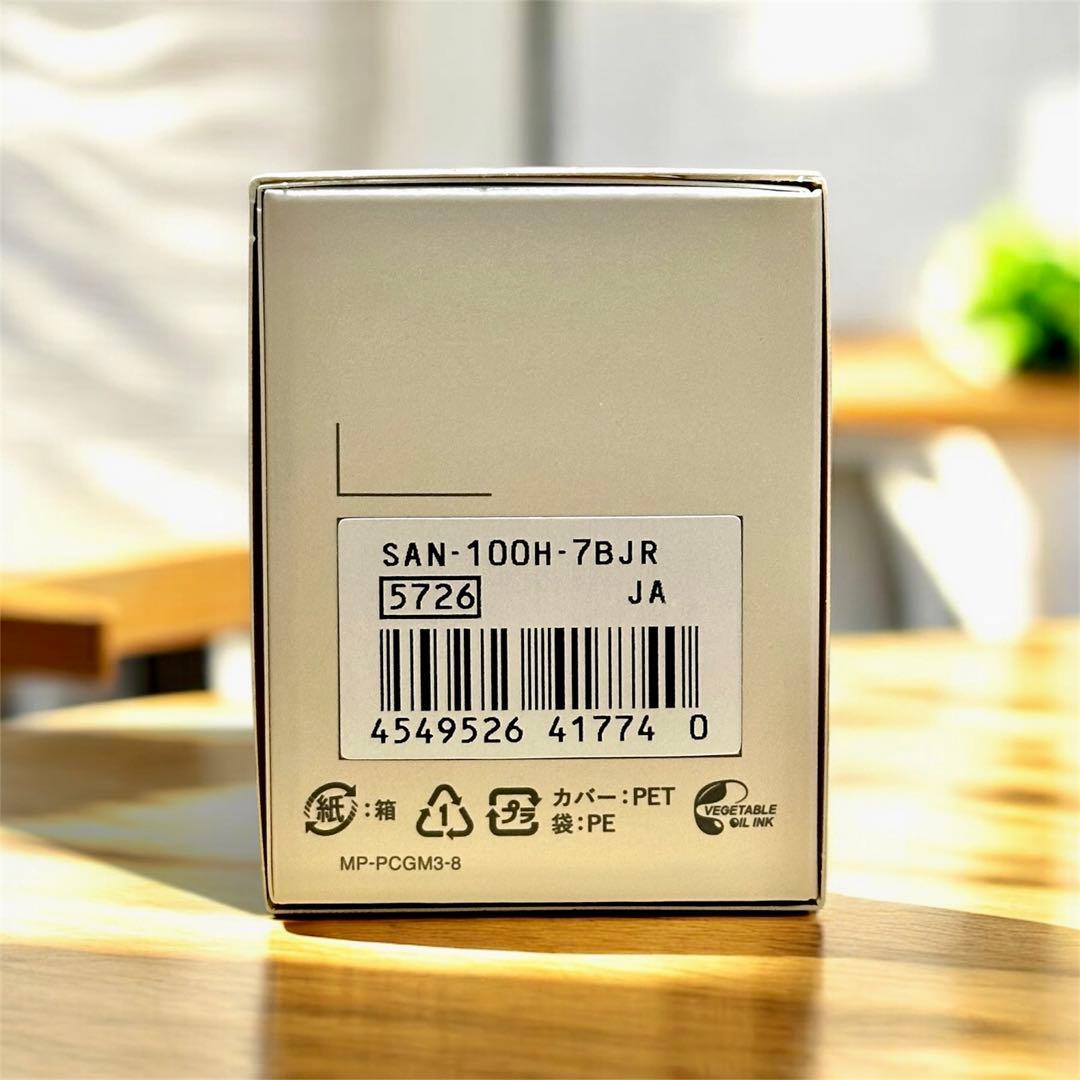 SAN-100H-7BJR
5726 JA
4549526 41774 0
紙:箱
1
プラ
カバー:PET
袋:PE
VEGETABLE
OIL INK
MP-PCGM3-8